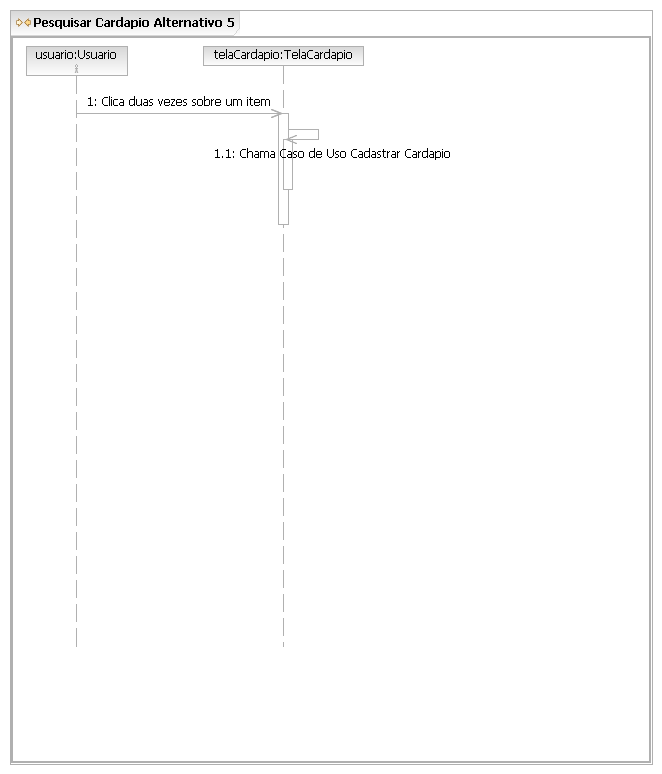 Pesquisar Cardapio Alternativo 5
usuario:Usuario
telaCardapio:TelaCardapio
1: Clica duas vezes sobre um item
1.1: Chama Caso de Uso Cadastrar Cardapio